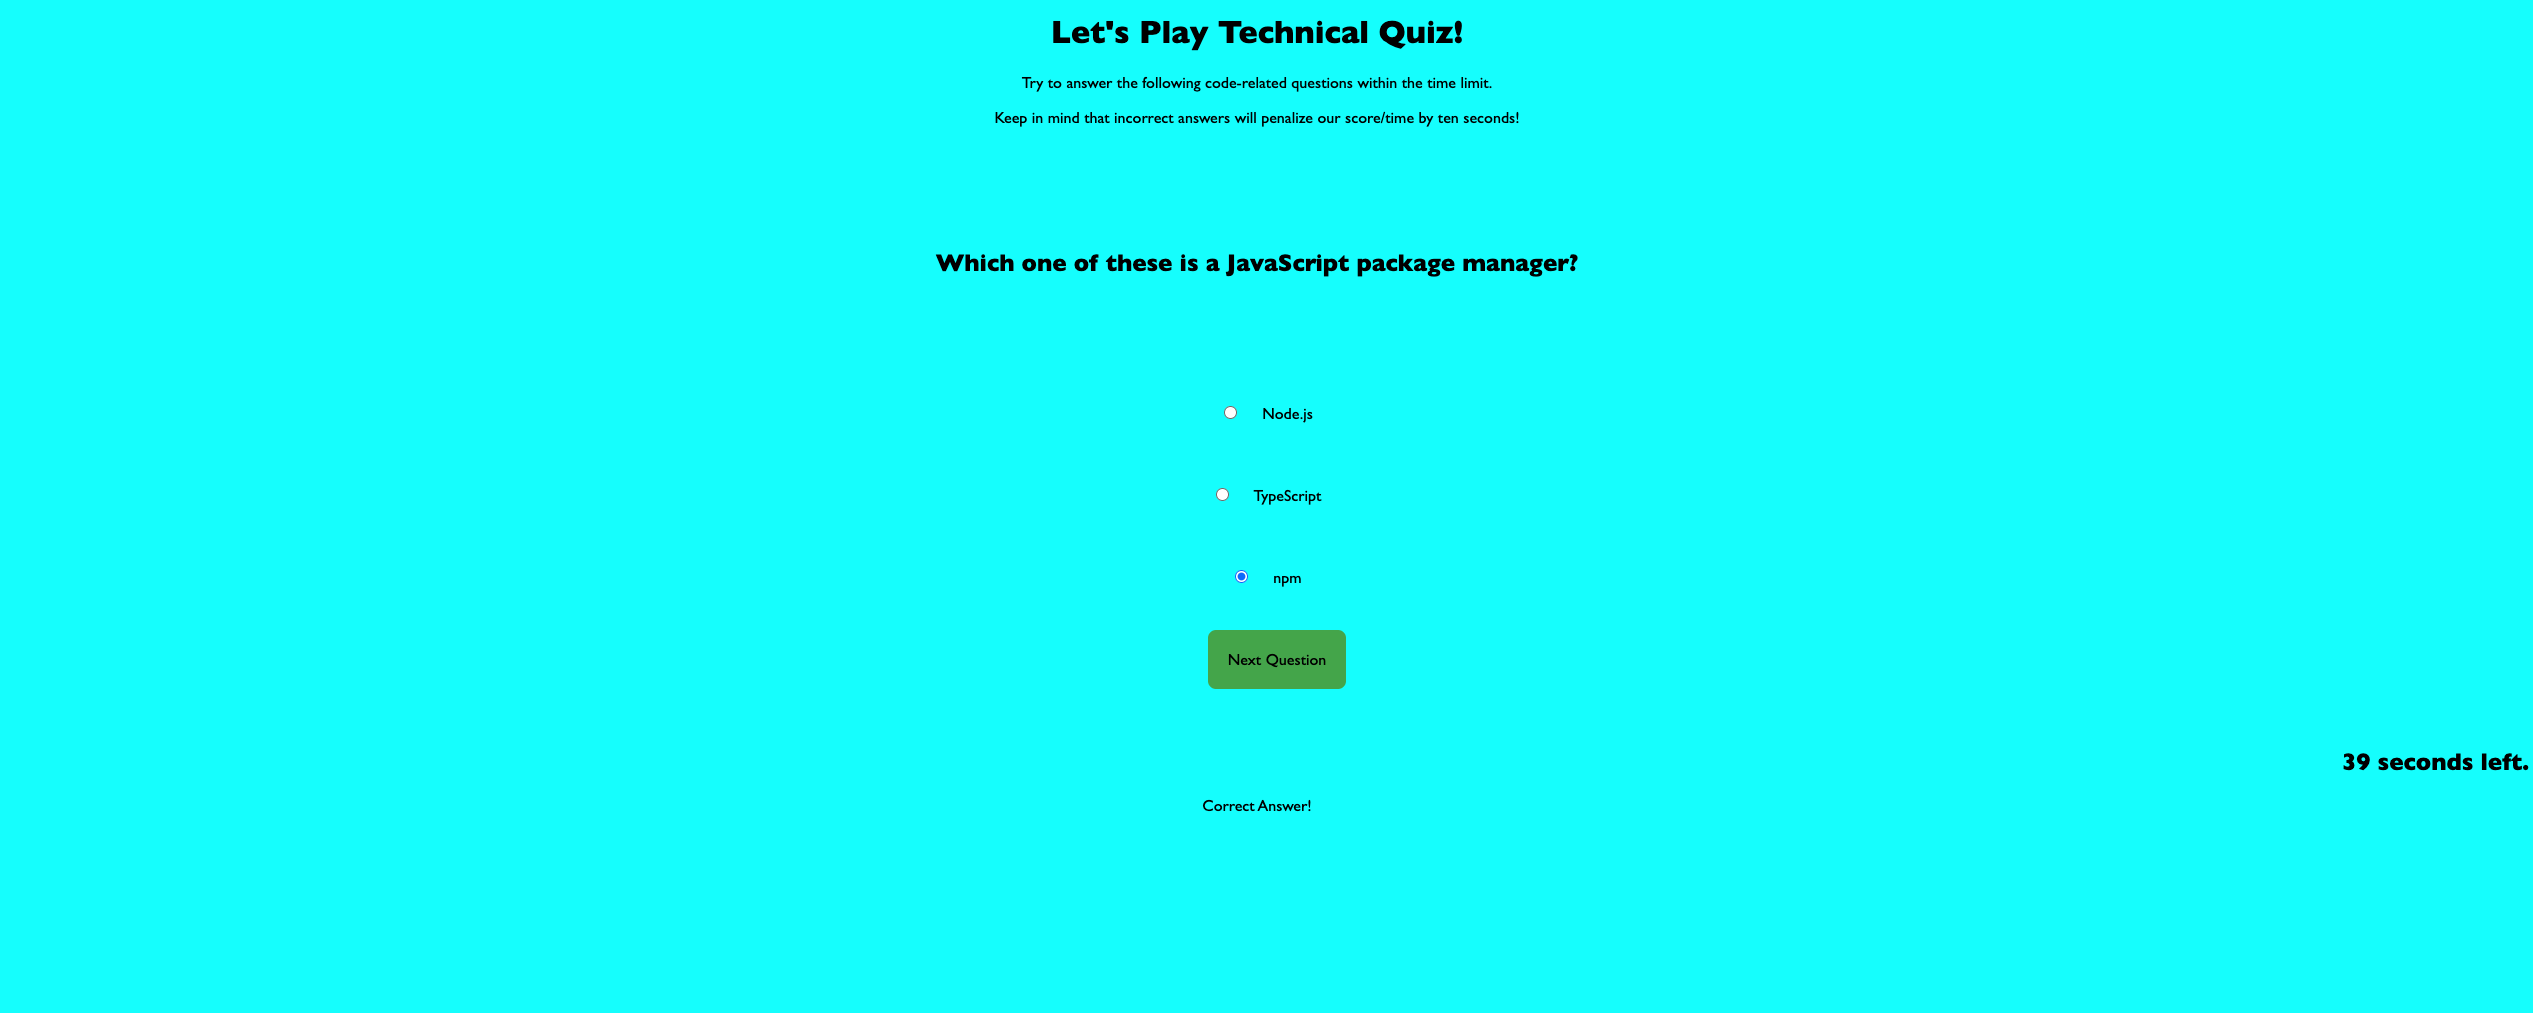 Let's Play Technical Quiz!
Try to answer the following code-related questions within the time limit.
Keep in mind that incorrect answers will penalize our score/time by ten seconds!
Which one of these is a JavaScript package manager?
Node.js
TypeScript
npm
Next Question
39 seconds left.
Correct Answer!